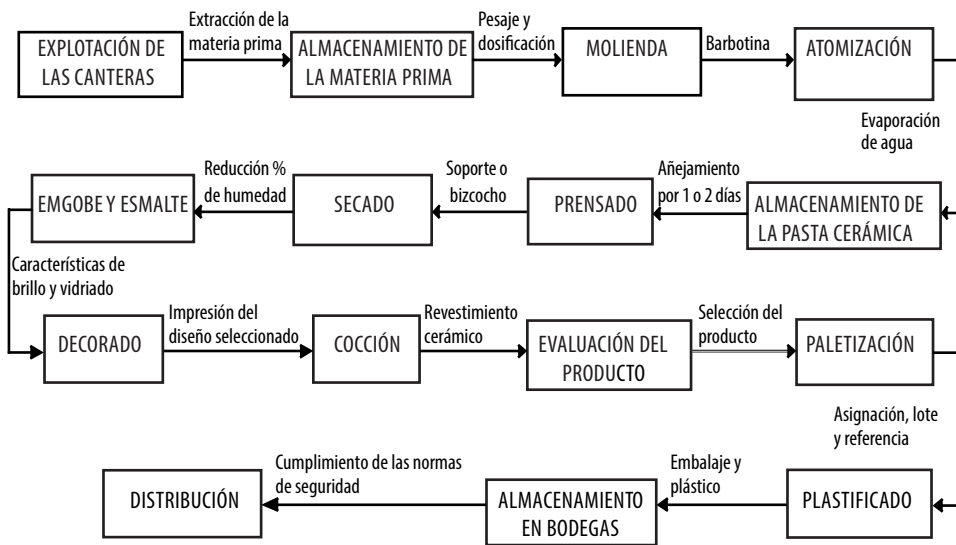 EXPLOTACIÓN DE
LAS CANTERAS
Extracción de la
materia prima
ALMACENAMIENTO DE
LA MATERIA PRIMA
Pesaje y
dosificación
MOLIENDA
Barbotina
ATOMIZACIÓN
Evaporación
de agua
ALMACENAMIENTO DE
LA PASTA CERÁMICA
Añejamiento
por 1 o 2 días
PRENSADO
Soporte o
bizcocho
SECADO
Reducción %
de humedad
EMGOBE Y ESMALTE
Características de
brillo y vidriado
DECORADO
Impresión del
diseño seleccionado
COCCIÓN
Revestimiento
cerámico
EVALUACIÓN DEL
PRODUCTO
Selección del
producto
PALETIZACIÓN
Asignación, lote
y referencia
PLASTIFICADO
Embalaje y
plástico
ALMACENAMIENTO
EN BODEGAS
Cumplimiento de las normas
de seguridad
DISTRIBUCIÓN